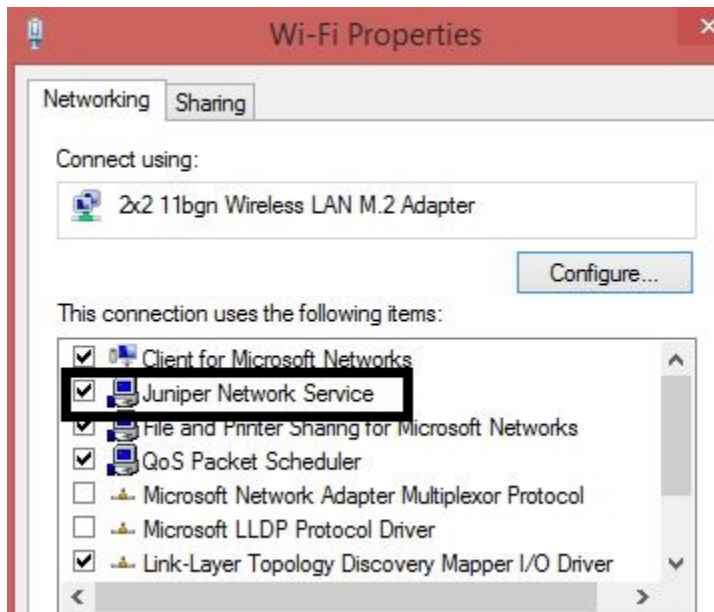 Wi-Fi Properties
Networking
Sharing
Connect using:
2x2 11bgn Wireless LAN M.2 Adapter
Configure...
This connection uses the following items:
Client for Microsoft Networks
Juniper Network Service
File and Printer Sharing for Microsoft Networks
QoS Packet Scheduler
Microsoft Network Adapter Multiplexor Protocol
Microsoft LLDP Protocol Driver
Link-Layer Topology Discovery Mapper I/O Driver